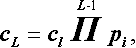 c_L = c_l ∏^{L-1} p_i,